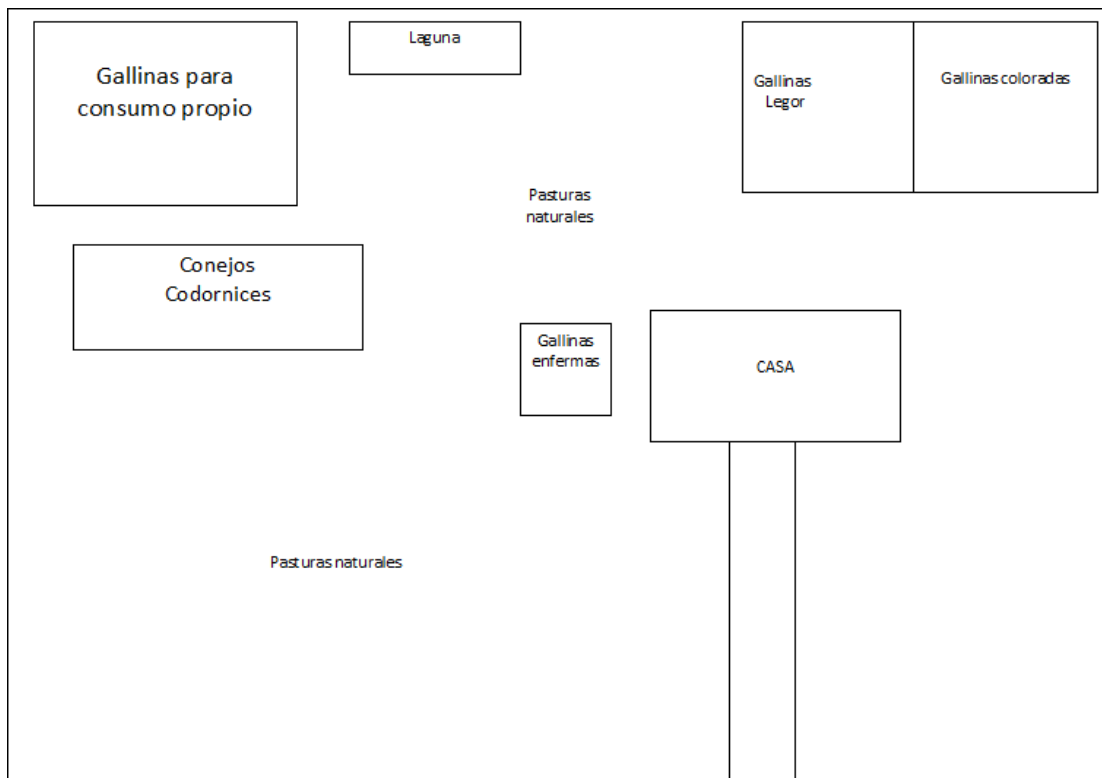 Gallinas para
consumo propio
Laguna
Gallinas
Legor
Gallinas coloradas
Pasturas
naturales
Conejos
Codornices
Gallinas
enfermas
CASA
Pasturas naturales